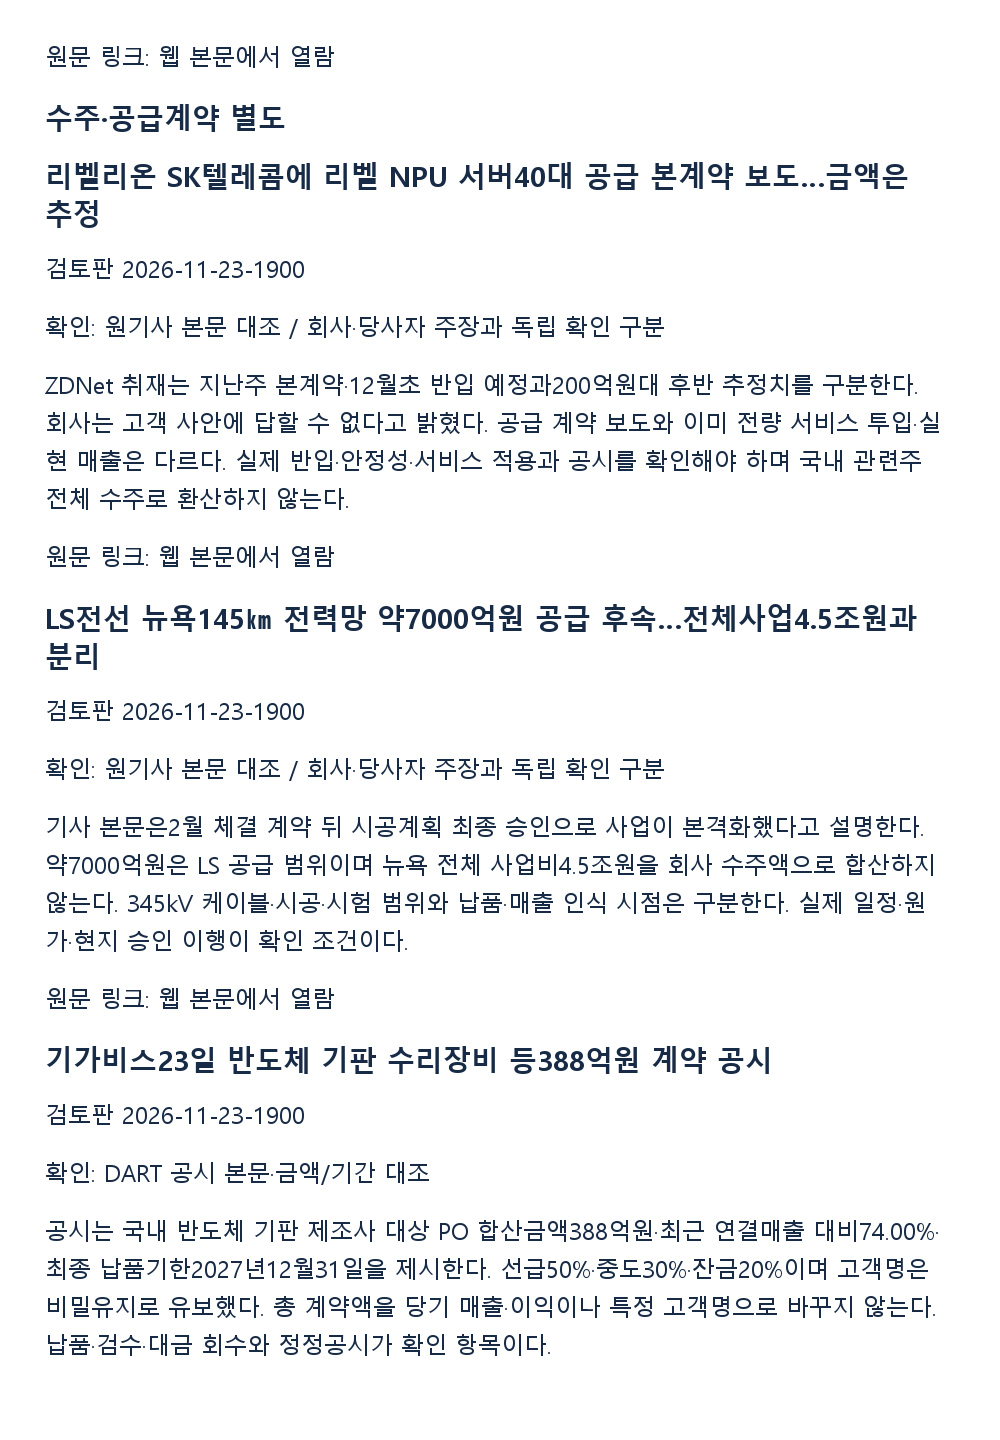 원문 링크: 웹 본문에서 열람
수주·공급계약 별도
리벨리온 SK텔레콤에 리벨 NPU 서버40대 공급 본계약 보도...금액은
추정
검토판 2026-11-23-1900
확인: 원기사 본문 대조 / 회사·당사자 주장과 독립 확인 구분
ZDNet 취재는 지난주 본계약·12월초 반입 예정과200억원대 후반 추정치를 구분한다.
회사는 고객 사안에 답할 수 없다고 밝혔다. 공급 계약 보도와 이미 전량 서비스 투입·실
현 매출은 다르다. 실제 반입·안정성·서비스 적용과 공시를 확인해야 하며 국내 관련주
전체 수주로 환산하지 않는다.
원문 링크: 웹 본문에서 열람
LS전선 뉴욕145㎞ 전력망 약7000억원 공급 후속...전체사업4.5조원과
분리
검토판 2026-11-23-1900
확인: 원기사 본문 대조 / 회사·당사자 주장과 독립 확인 구분
기사 본문은2월 체결 계약 뒤 시공계획 최종 승인으로 사업이 본격화했다고 설명한다.
약7000억원은 LS 공급 범위이며 뉴욕 전체 사업비4.5조원을 회사 수주액으로 합산하지
않는다. 345kV 케이블·시공·시험 범위와 납품·매출 인식 시점은 구분한다. 실제 일정·원
가·현지 승인 이행이 확인 조건이다.
원문 링크: 웹 본문에서 열람
기가비스23일 반도체 기판 수리장비 등388억원 계약 공시
검토판 2026-11-23-1900
확인: DART 공시 본문·금액/기간 대조
공시는 국내 반도체 기판 제조사 대상 PO 합산금액388억원·최근 연결매출 대비74.00%·
최종 납품기한2027년12월31일을 제시한다. 선급50%·중도30%·잔금20%이며 고객명은
비밀유지로 유보했다. 총 계약액을 당기 매출·이익이나 특정 고객명으로 바꾸지 않는다.
납품·검수·대금 회수와 정정공시가 확인 항목이다.